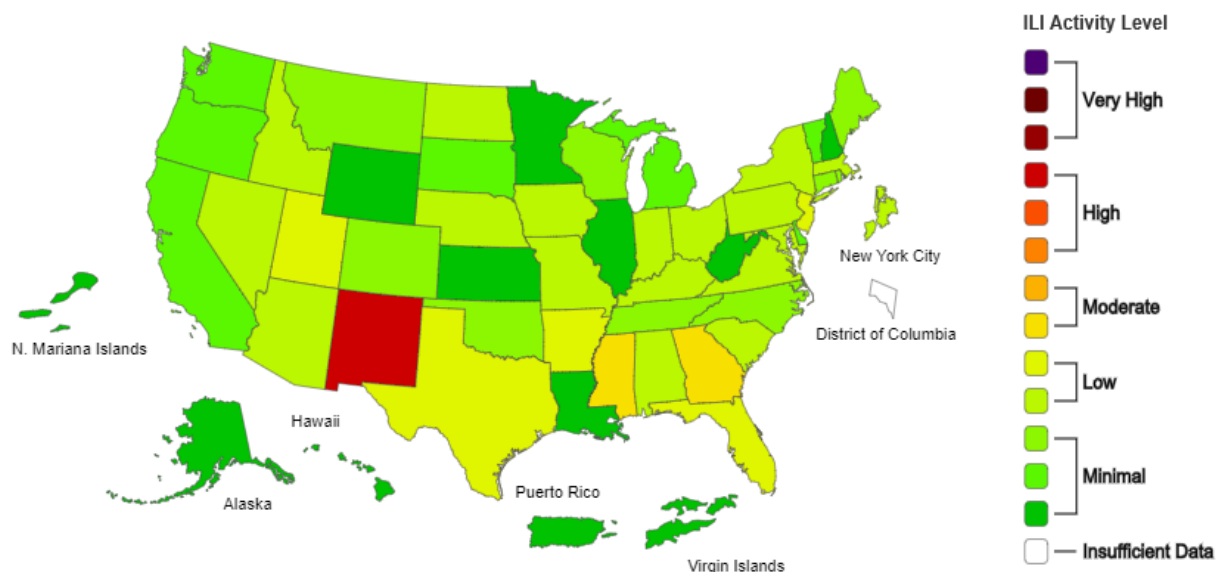 ILI Activity Level
Very High
High
Moderate
Low
Minimal
Insufficient Data
New York City
District of Columbia
N. Mariana Islands
Hawaii
Alaska
Puerto Rico
Virgin Islands